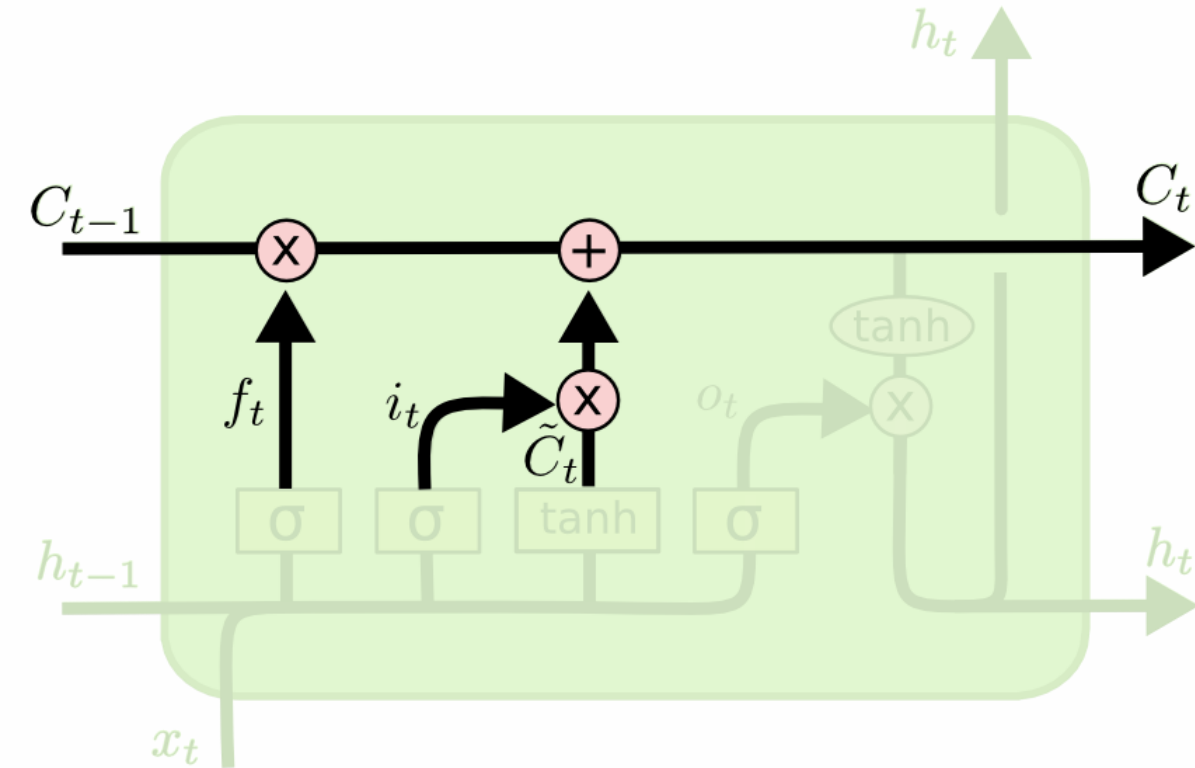 h_t
C_{t-1}
C_t
x
+
tanh
f_t
i_t
x
o_t
x
C̃_t
σ
σ
tanh
σ
h_{t-1}
h_t
x_t